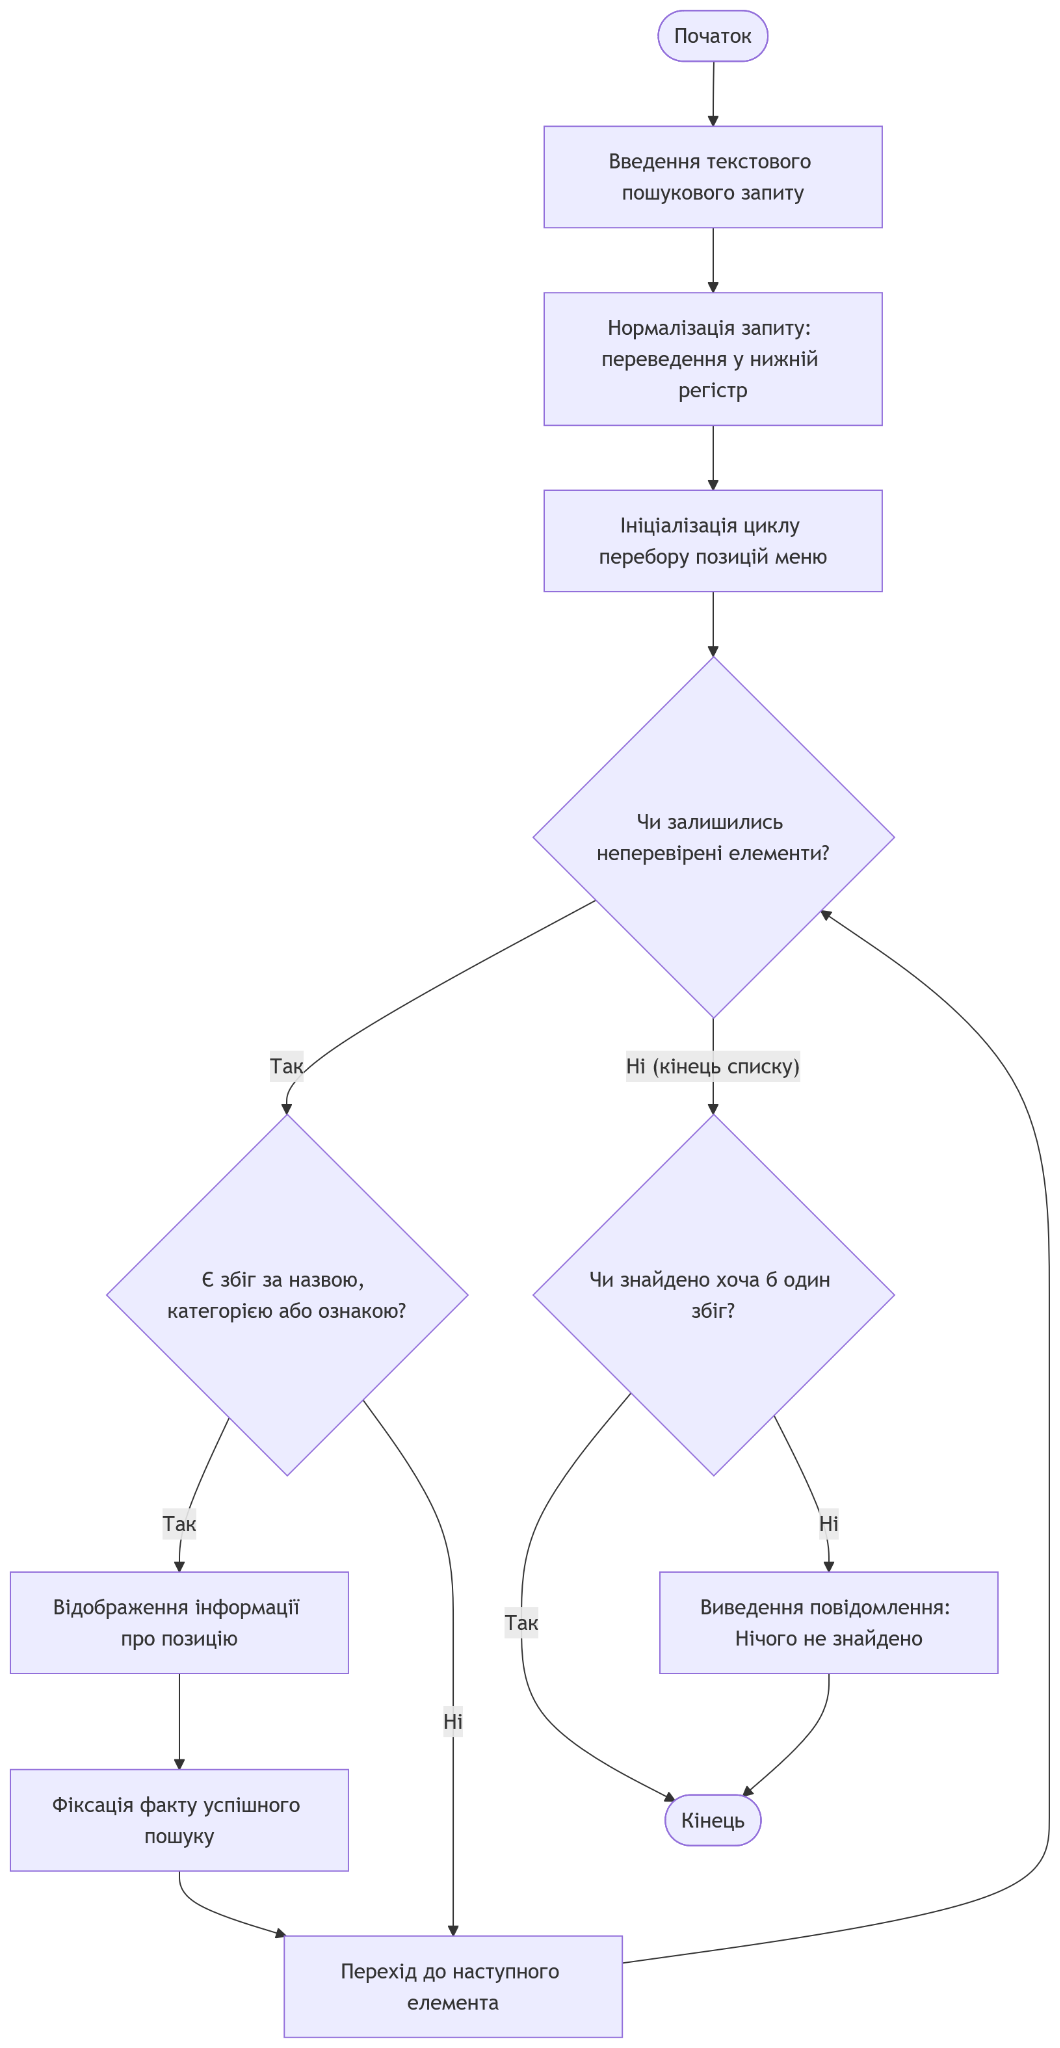 Початок
Введення текстового
пошукового запиту
Нормалізація запиту:
переведення у нижній
регістр
Ініціалізація циклу
перебору позицій меню
Чи залишились
неперевірені елементи?
Так
Ні (кінець списку)
Є збіг за назвою,
категорією або ознакою?
Чи знайдено хоча б один
збіг?
Так
Ні
Відображення інформації
про позицію
Так
Виведення повідомлення:
Нічого не знайдено
Ні
Фіксація факту успішного
пошуку
Кінець
Перехід до наступного
елемента